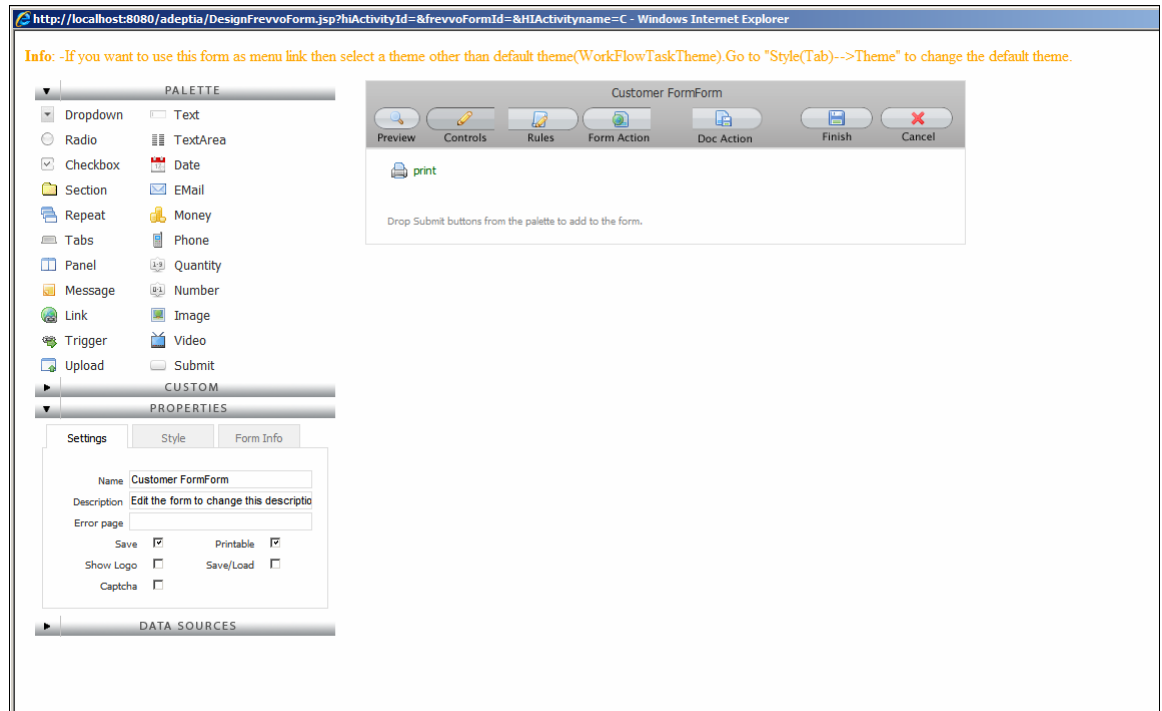 http://localhost:8080/adeptia/DesignFrevvoForm.jsp?hiActivityId=&frevvoFormId=&HIActivityname=C - Windows Internet Explorer
Info: -If you want to use this form as menu link then select a theme other than default theme(WorkFlowTaskTheme).Go to "Style(Tab)-->Theme" to change the default theme.
PALETTE
Dropdown Text
Radio TextArea
Checkbox Date
Section EMail
Repeat Money
Tabs Phone
Panel Quantity
Message Number
Link Image
Trigger Video
Upload Submit
CUSTOM
PROPERTIES
Settings Style Form Info
Name Customer FormForm
Description Edit the form to change this descriptio
Error page
Save Printable
Show Logo Save/Load
Captcha
DATA SOURCES
Customer FormForm
Preview Controls Rules Form Action Doc Action Finish Cancel
print
Drop Submit buttons from the palette to add to the form.